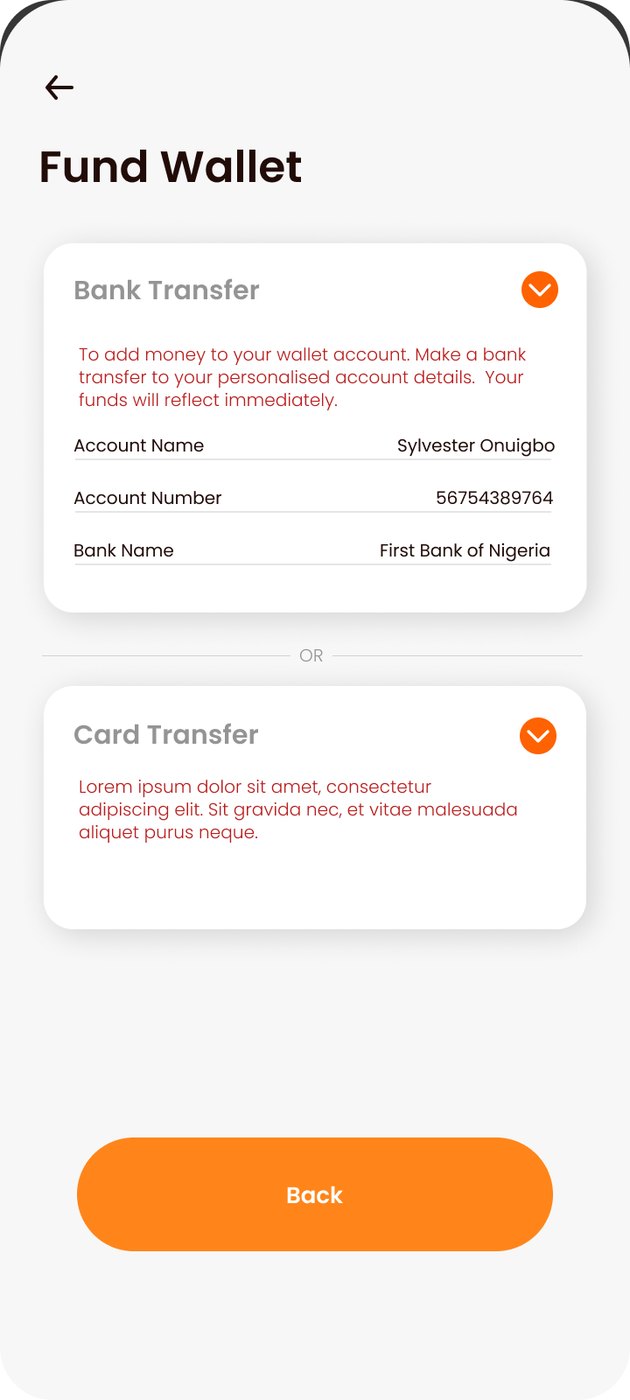 Fund Wallet
Bank Transfer
To add money to your wallet account. Make a bank
transfer to your personalised account details.  Your
funds will reflect immediately.
Account Name Sylvester Onuigbo
Account Number 56754389764
Bank Name First Bank of Nigeria
OR
Card Transfer
Lorem ipsum dolor sit amet, consectetur
adipiscing elit. Sit gravida nec, et vitae malesuada
aliquet purus neque.
Back